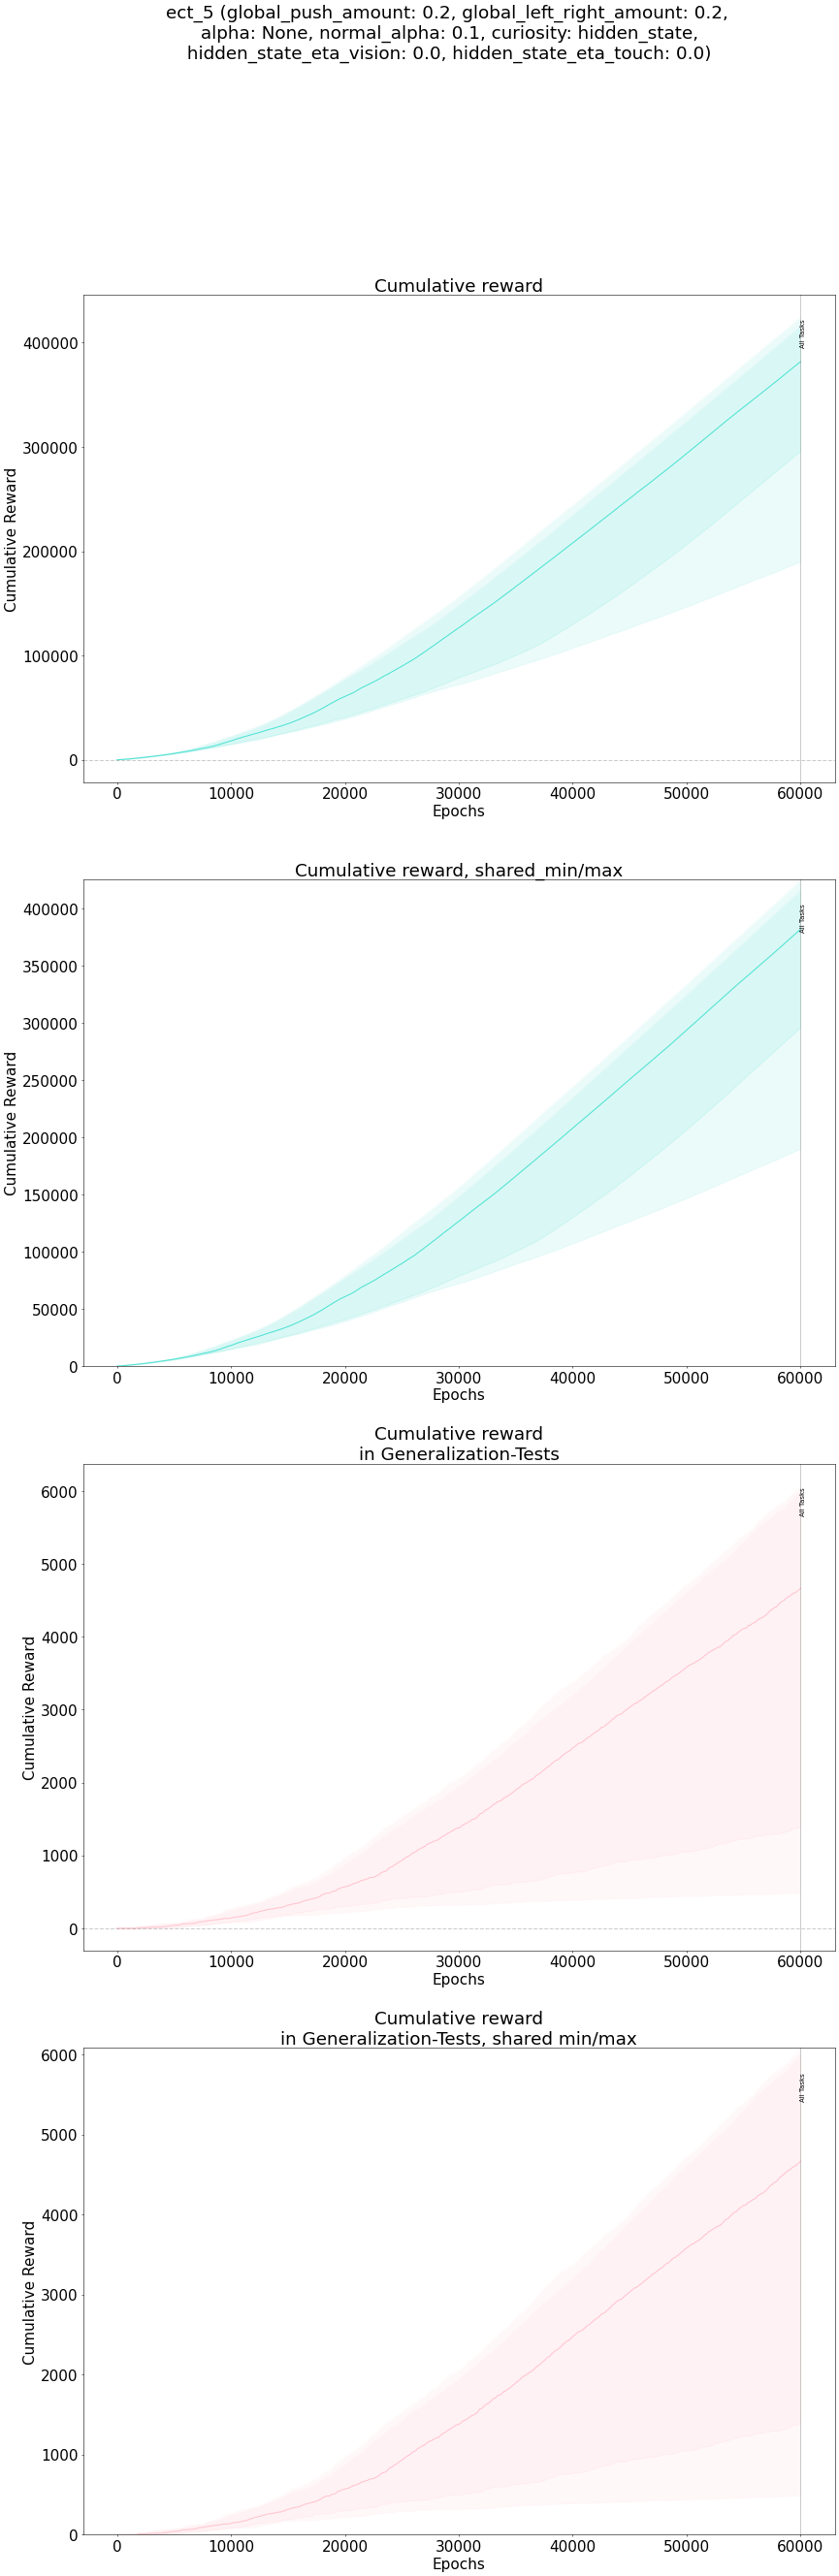 ect_5 (global_push_amount: 0.2, global_left_right_amount: 0.2,
alpha: None, normal_alpha: 0.1, curiosity: hidden_state,
hidden_state_eta_vision: 0.0, hidden_state_eta_touch: 0.0)
Cumulative reward
400000
300000
200000
100000
0
Cumulative Reward
All Tasks
0 10000 20000 30000 40000 50000 60000
Epochs
Cumulative reward, shared_min/max
400000
350000
300000
250000
200000
150000
100000
50000
0
Cumulative Reward
All Tasks
0 10000 20000 30000 40000 50000 60000
Epochs
Cumulative reward
in Generalization-Tests
6000
5000
4000
3000
2000
1000
0
Cumulative Reward
All Tasks
0 10000 20000 30000 40000 50000 60000
Epochs
Cumulative reward
in Generalization-Tests, shared min/max
6000
5000
4000
3000
2000
1000
0
Cumulative Reward
All Tasks
0 10000 20000 30000 40000 50000 60000
Epochs